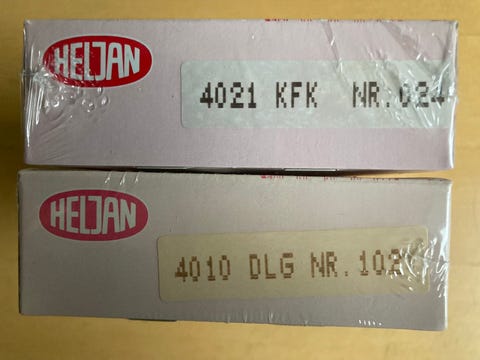 HELJAN
4021 KFK NR.024
HELJAN
4010 DLG NR.102